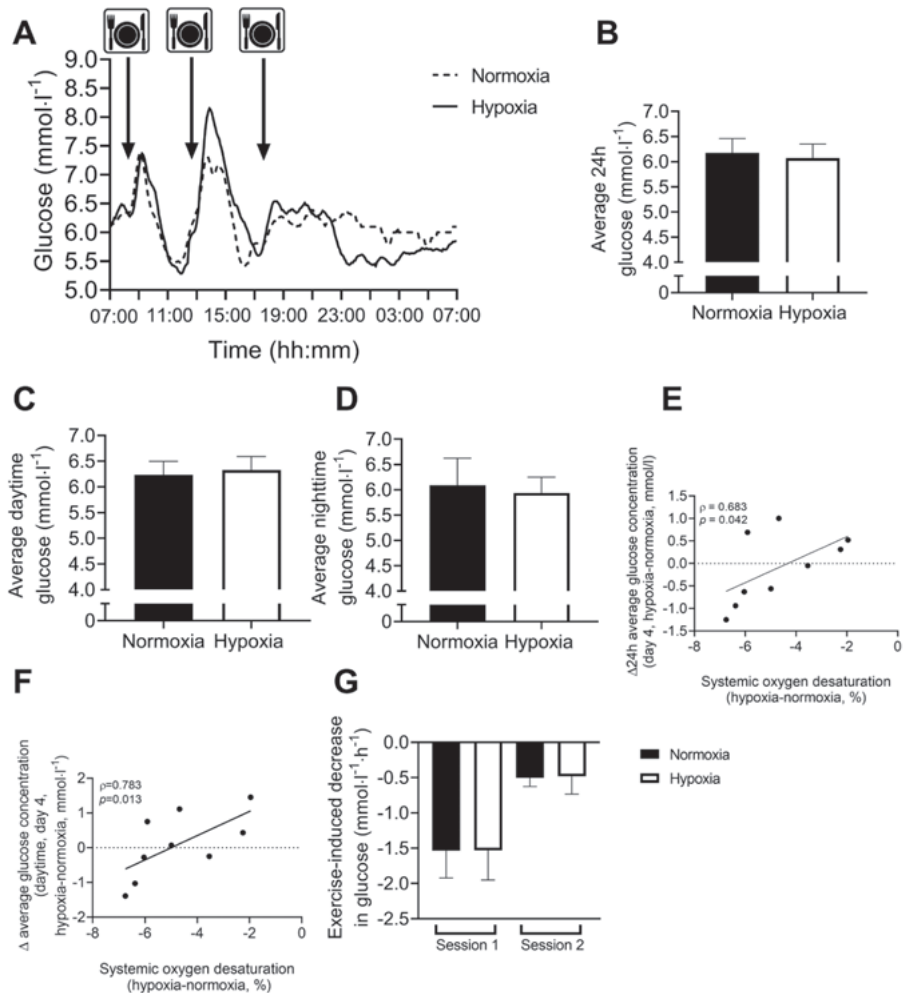 A
Glucose (mmol·l⁻¹)
9.0
8.5
8.0
7.5
7.0
6.5
6.0
5.5
5.0
07:00 11:00 15:00 19:00 23:00 03:00 07:00
Time (hh:mm)
Normoxia
Hypoxia
B
Average 24h
glucose (mmol·l⁻¹)
7.0
6.5
6.0
5.5
5.0
4.5
4.0
0
Normoxia Hypoxia
C
Average daytime
glucose (mmol·l⁻¹)
7.0
6.5
6.0
5.5
5.0
4.5
4.0
0
Normoxia Hypoxia
D
Average nighttime
glucose (mmol·l⁻¹)
7.0
6.5
6.0
5.5
5.0
4.5
4.0
0
Normoxia Hypoxia
E
Δ24h average glucose concentration
(day 4, hypoxia-normoxia, mmol/l)
1.5
1.0
0.5
0.0
-0.5
-1.0
-1.5
ρ = 0.683
p = 0.042
-8 -6 -4 -2 0
Systemic oxygen desaturation
(hypoxia-normoxia, %)
F
Δ average glucose concentration
(daytime, day 4,
hypoxia-normoxia, mmol·l⁻¹)
2
1
0
-1
-2
ρ=0.783
p=0.013
-8 -6 -4 -2 0
Systemic oxygen desaturation
(hypoxia-normoxia, %)
G
Exercise-induced decrease
in glucose (mmol·l⁻¹·h⁻¹)
0.0
-0.5
-1.0
-1.5
-2.0
-2.5
Session 1 Session 2
Normoxia
Hypoxia